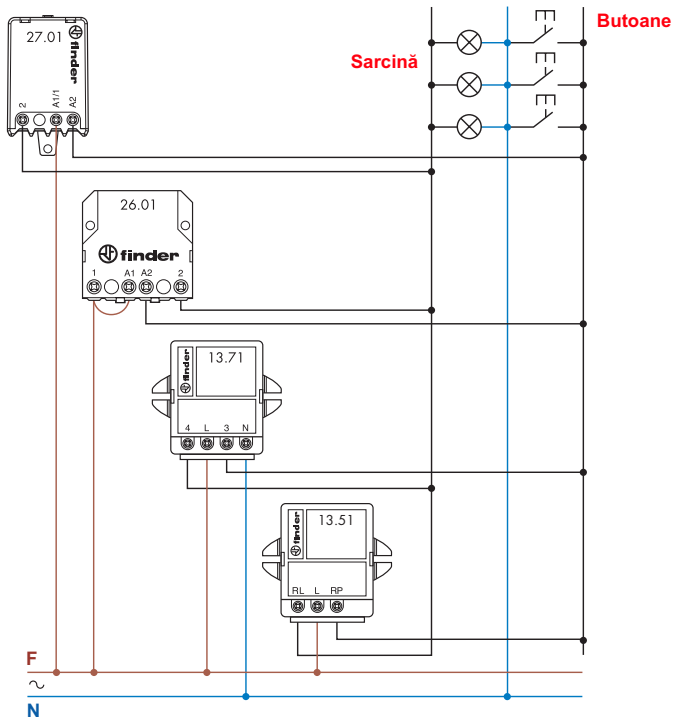 Butoane
Sarcină
27.01
finder
2 A1/1 A2
26.01
finder
1 A1 A2 2
13.71
finder
4 L 3 N
13.51
finder
RL L RP
F
~
N